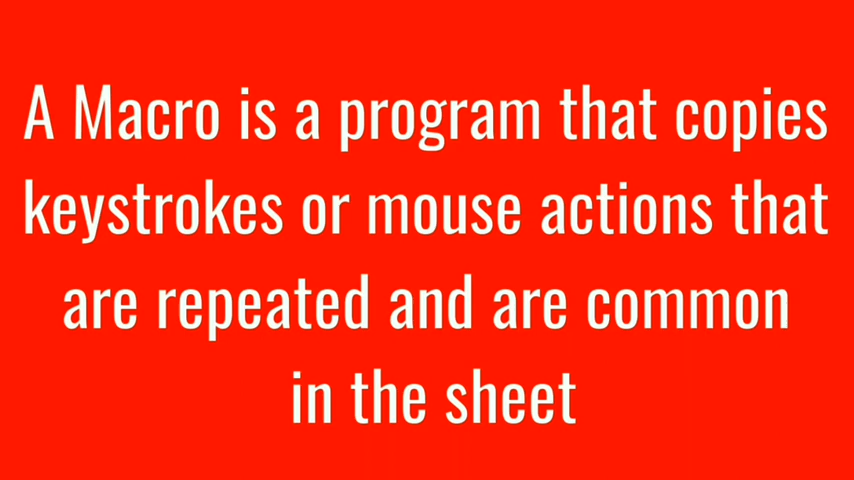 A Macro is a program that copies
keystrokes or mouse actions that
are repeated and are common
in the sheet